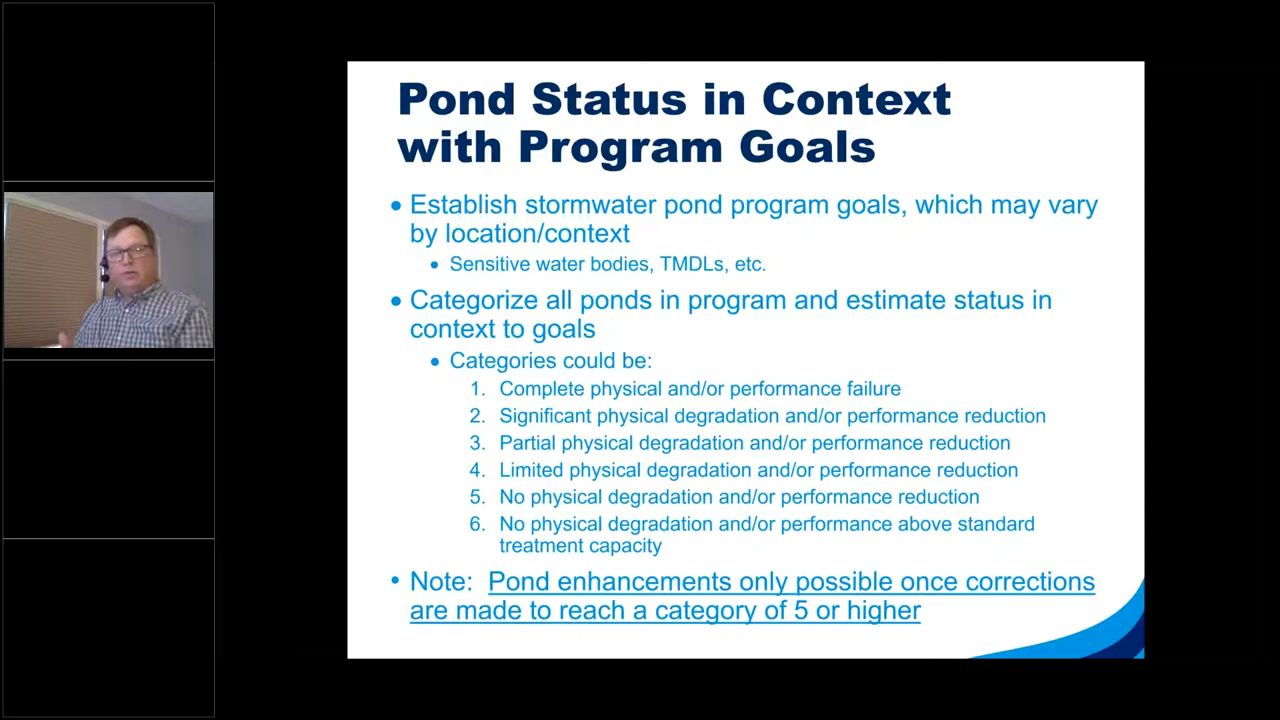 Pond Status in Context
with Program Goals
• Establish stormwater pond program goals, which may vary
by location/context
• Sensitive water bodies, TMDLs, etc.
• Categorize all ponds in program and estimate status in
context to goals
• Categories could be:
1. Complete physical and/or performance failure
2. Significant physical degradation and/or performance reduction
3. Partial physical degradation and/or performance reduction
4. Limited physical degradation and/or performance reduction
5. No physical degradation and/or performance reduction
6. No physical degradation and/or performance above standard
treatment capacity
• Note: Pond enhancements only possible once corrections
are made to reach a category of 5 or higher